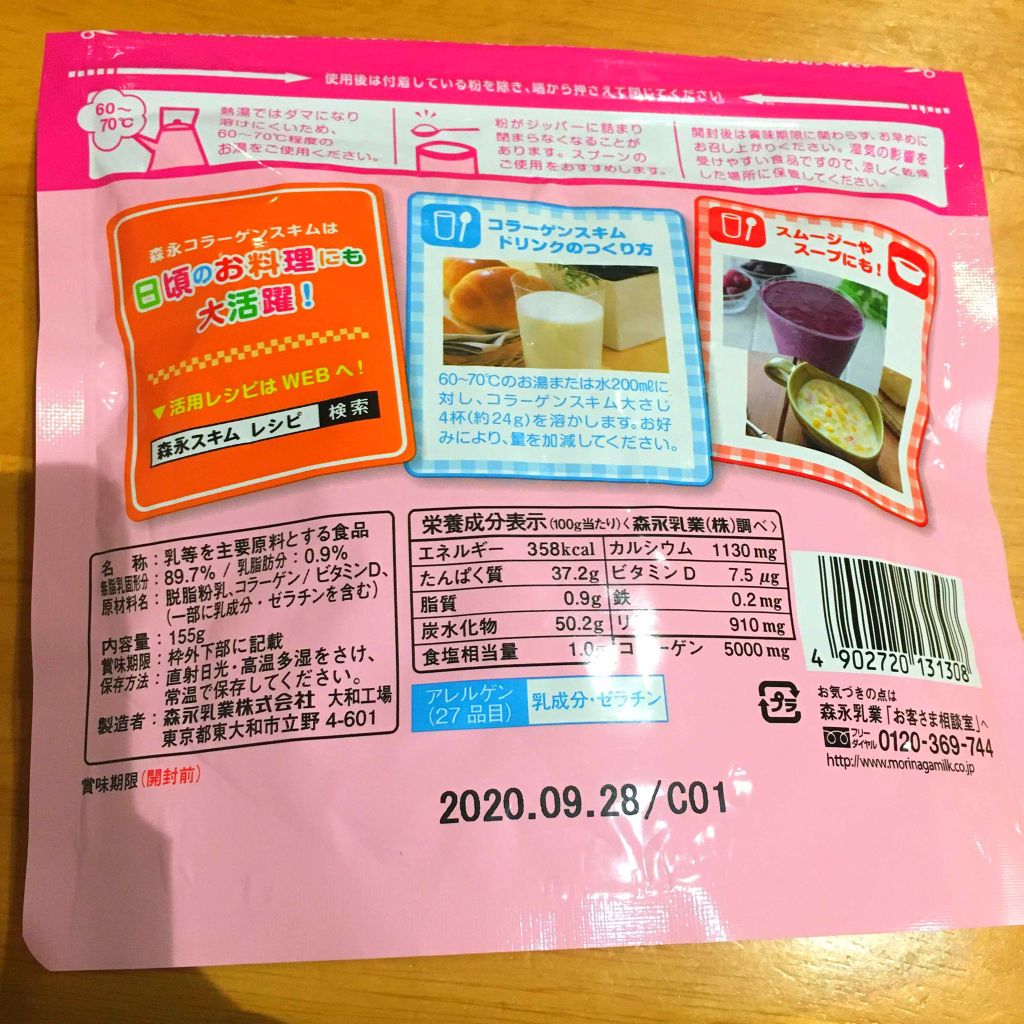 使用後は付着している粉を除き、端から押さえて閉じてください
60～
70℃
熱湯ではダマになり
溶けにくいため、
60～70℃程度の
お湯をご使用ください。
粉がジッパーに詰まり
閉まらなくなることが
あります。スプーンの
ご使用をおすすめします。
開封後は賞味期限に関わらず、お早めに
お召し上がりください。湿気の影響を
受けやすい食品ですので、涼しく乾燥
した場所に保管してください。
森永コラーゲンスキムは
日頃のお料理にも
大活躍！
▼活用レシピはWEBへ！
森永スキム レシピ 検索
コラーゲンスキム
ドリンクのつくり方
60～70℃のお湯または水200mlに
対し、コラーゲンスキム大さじ
4杯(約24g)を溶かします。お好
みにより、量を加減してください。
スムージーや
スープにも！
名称：乳等を主要原料とする食品
無脂乳固形分：89.7% / 乳脂肪分：0.9%
原材料名：脱脂粉乳、コラーゲン / ビタミンD、
(一部に乳成分・ゼラチンを含む)
内容量：155g
賞味期限：枠外下部に記載
保存方法：直射日光・高温多湿をさけ、
常温で保存してください。
製造者：森永乳業株式会社 大和工場
東京都東大和市立野 4-601
賞味期限(開封前)
栄養成分表示(100g当たり)〈森永乳業(株)調べ〉
エネルギー 358kcal カルシウム 1130mg
たんぱく質 37.2g ビタミンD 7.5μg
脂質 0.9g 鉄 0.2mg
炭水化物 50.2g 910mg
食塩相当量 コラーゲン 5000mg
アレルゲン
(27品目)
乳成分・ゼラチン
4 902720 131308
プラ
お気づきの点は
森永乳業「お客さま相談室」へ
フリー
ダイヤル 0120-369-744
http://www.morinagamilk.co.jp
2020.09.28/C01